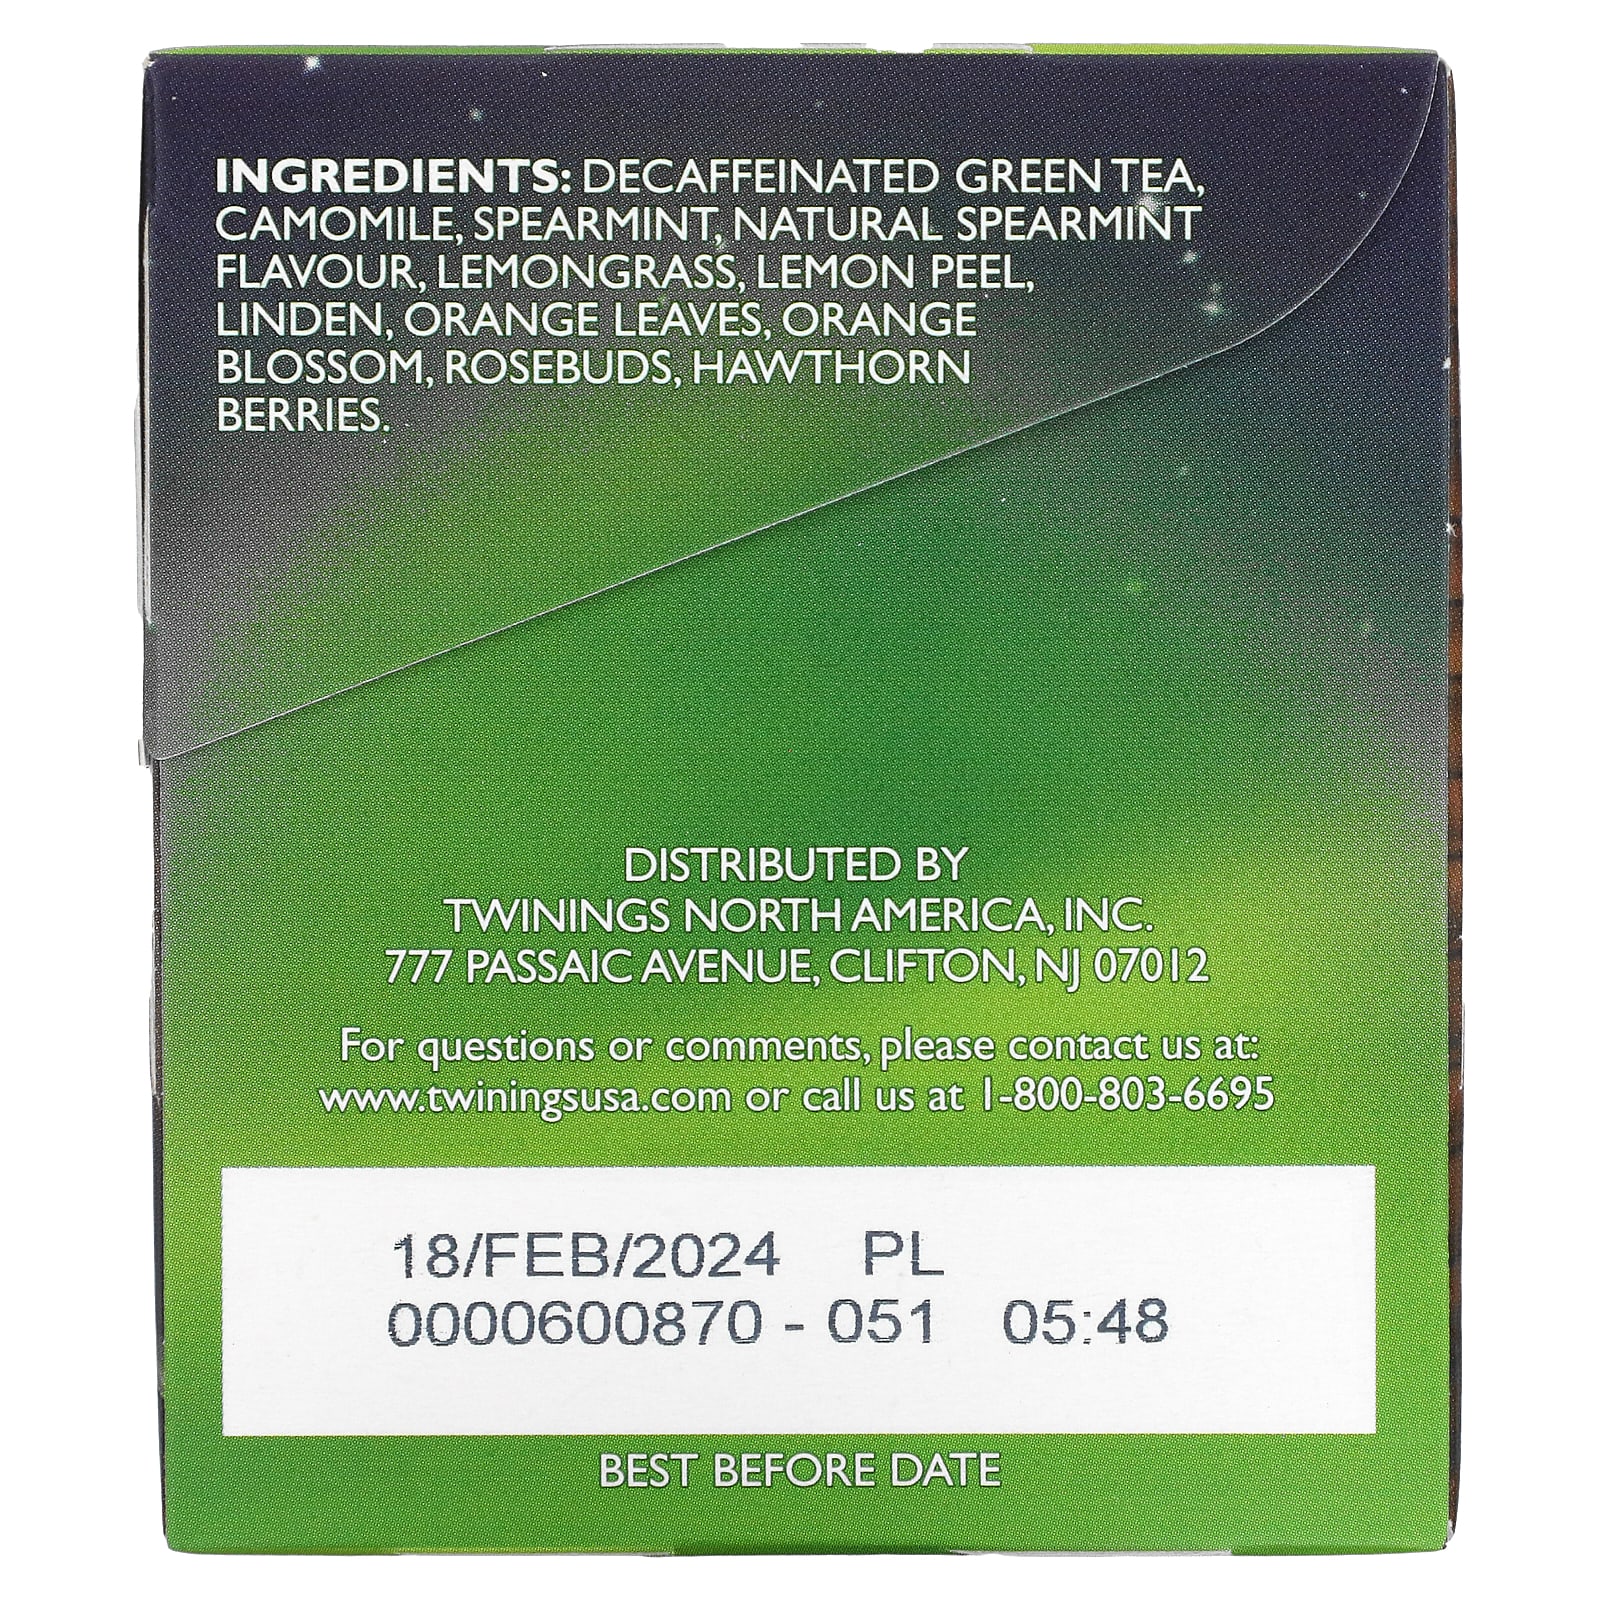 INGREDIENTS: DECAFFEINATED GREEN TEA,
CAMOMILE, SPEARMINT, NATURAL SPEARMINT
FLAVOUR, LEMONGRASS, LEMON PEEL,
LINDEN, ORANGE LEAVES, ORANGE
BLOSSOM, ROSEBUDS, HAWTHORN
BERRIES.
DISTRIBUTED BY
TWININGS NORTH AMERICA, INC.
777 PASSAIC AVENUE, CLIFTON, NJ 07012
For questions or comments, please contact us at:
www.twiningsusa.com or call us at 1-800-803-6695
18/FEB/2024 PL
0000600870 - 051 05:48
BEST BEFORE DATE